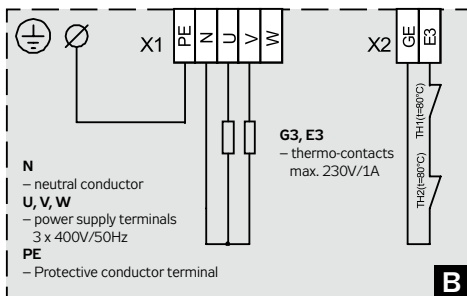 X1
PE
N
U
V
W
X2
GE
E3
TH1(t=80°C)
TH2(t=80°C)
G3, E3
– thermo-contacts
max. 230V/1A
N
– neutral conductor
U, V, W
– power supply terminals
3 x 400V/50Hz
PE
– Protective conductor terminal
B